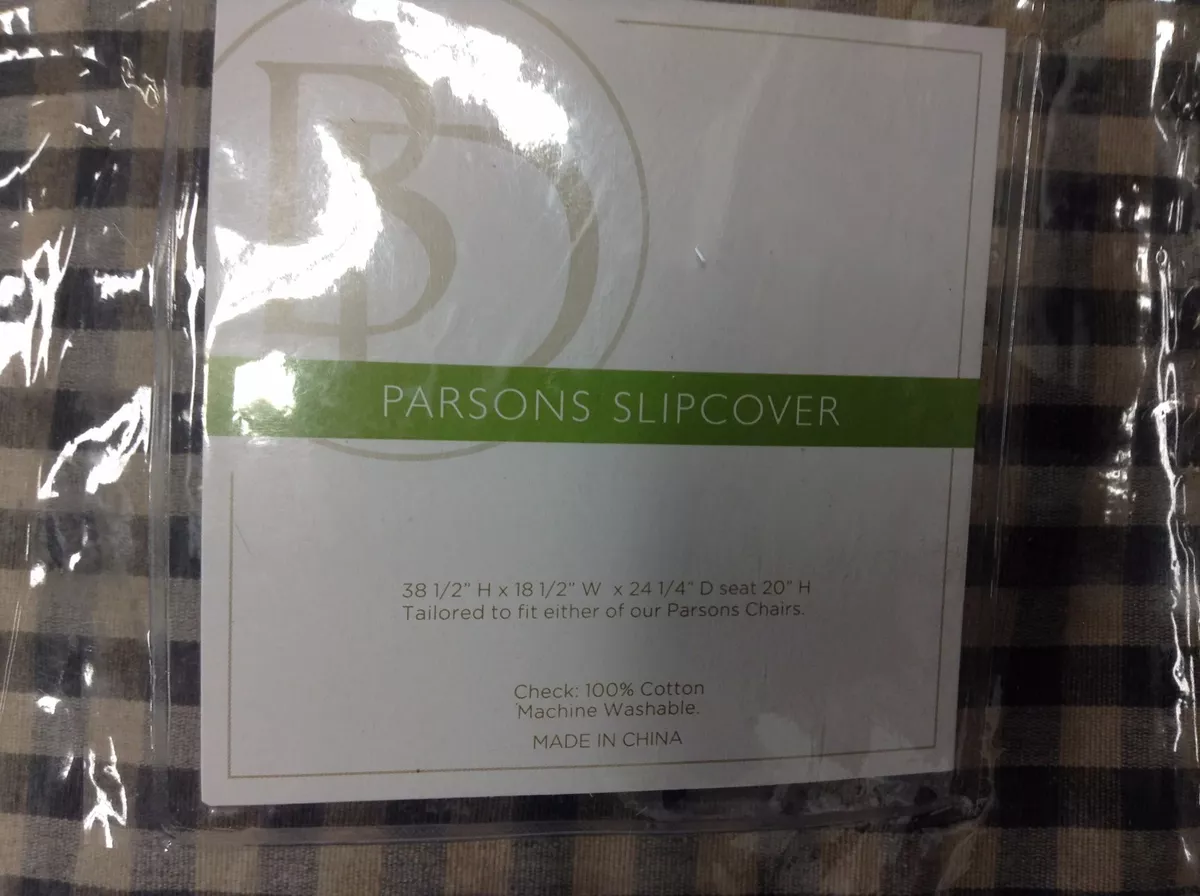 BD
PARSONS SLIPCOVER
38 1/2" H x 18 1/2" W x 24 1/4" D seat 20" H
Tailored to fit either of our Parsons Chairs.
Check: 100% Cotton
Machine Washable.
MADE IN CHINA